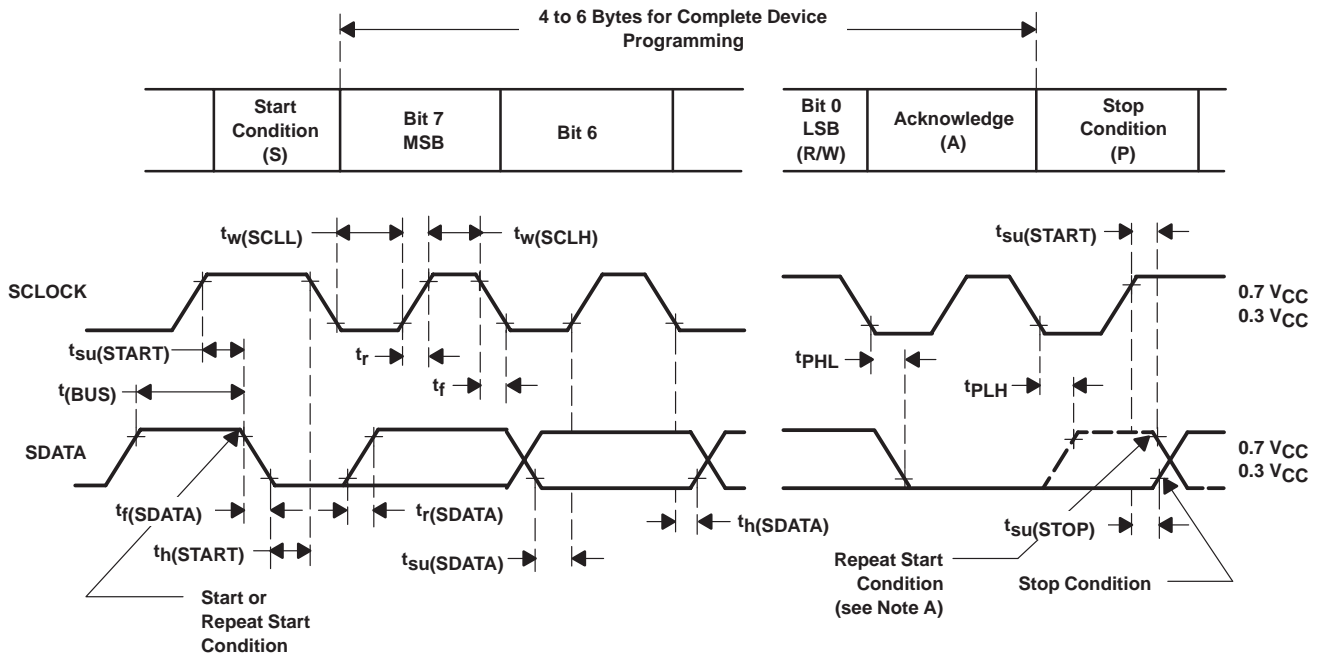 4 to 6 Bytes for Complete Device
Programming
Start
Condition
(S)
Bit 7
MSB
Bit 6
Bit 0
LSB
(R/W)
Acknowledge
(A)
Stop
Condition
(P)
tw(SCLL)
tw(SCLH)
tsu(START)
SCLOCK
0.7 VCC
0.3 VCC
tsu(START)
tr
tPHL
t(BUS)
tf
tPLH
SDATA
0.7 VCC
0.3 VCC
tf(SDATA)
tr(SDATA)
th(SDATA)
tsu(STOP)
th(START)
tsu(SDATA)
Repeat Start
Condition
(see Note A)
Stop Condition
Start or
Repeat Start
Condition